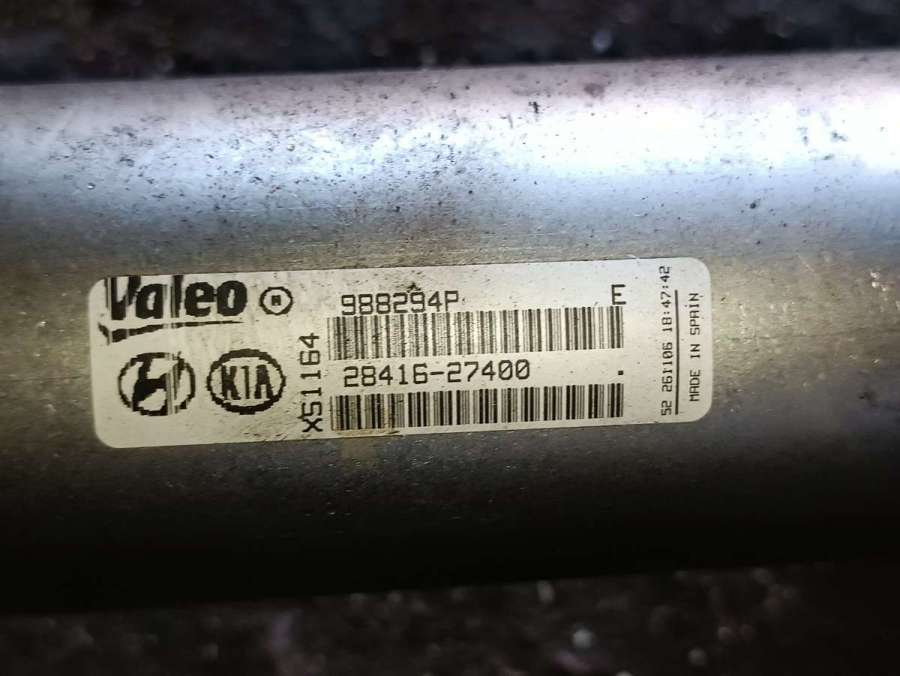 Valeo N 988294P E
X51164
28416-27400 .
KIA
52 261106 18:47:42
MADE IN SPAIN